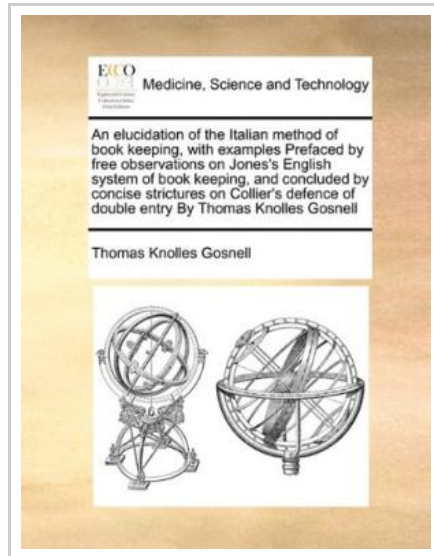 ECCO
Medicine, Science and Technology
An elucidation of the Italian method of
book keeping, with examples Prefaced by
free observations on Jones's English
system of book keeping, and concluded by
concise strictures on Collier's defence of
double entry By Thomas Knolles Gosnell
Thomas Knolles Gosnell